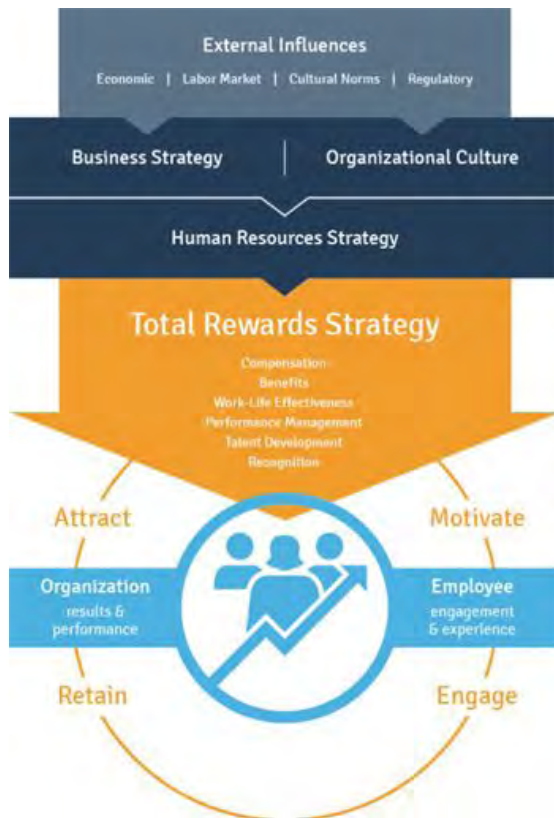 External Influences
Economic | Labor Market | Cultural Norms | Regulatory
Business Strategy | Organizational Culture
Human Resources Strategy
Total Rewards Strategy
Compensation
Benefits
Work-Life Effectiveness
Performance Management
Talent Development
Recognition
Attract
Motivate
Organization
results &
performance
Employee
engagement
& experience
Retain
Engage